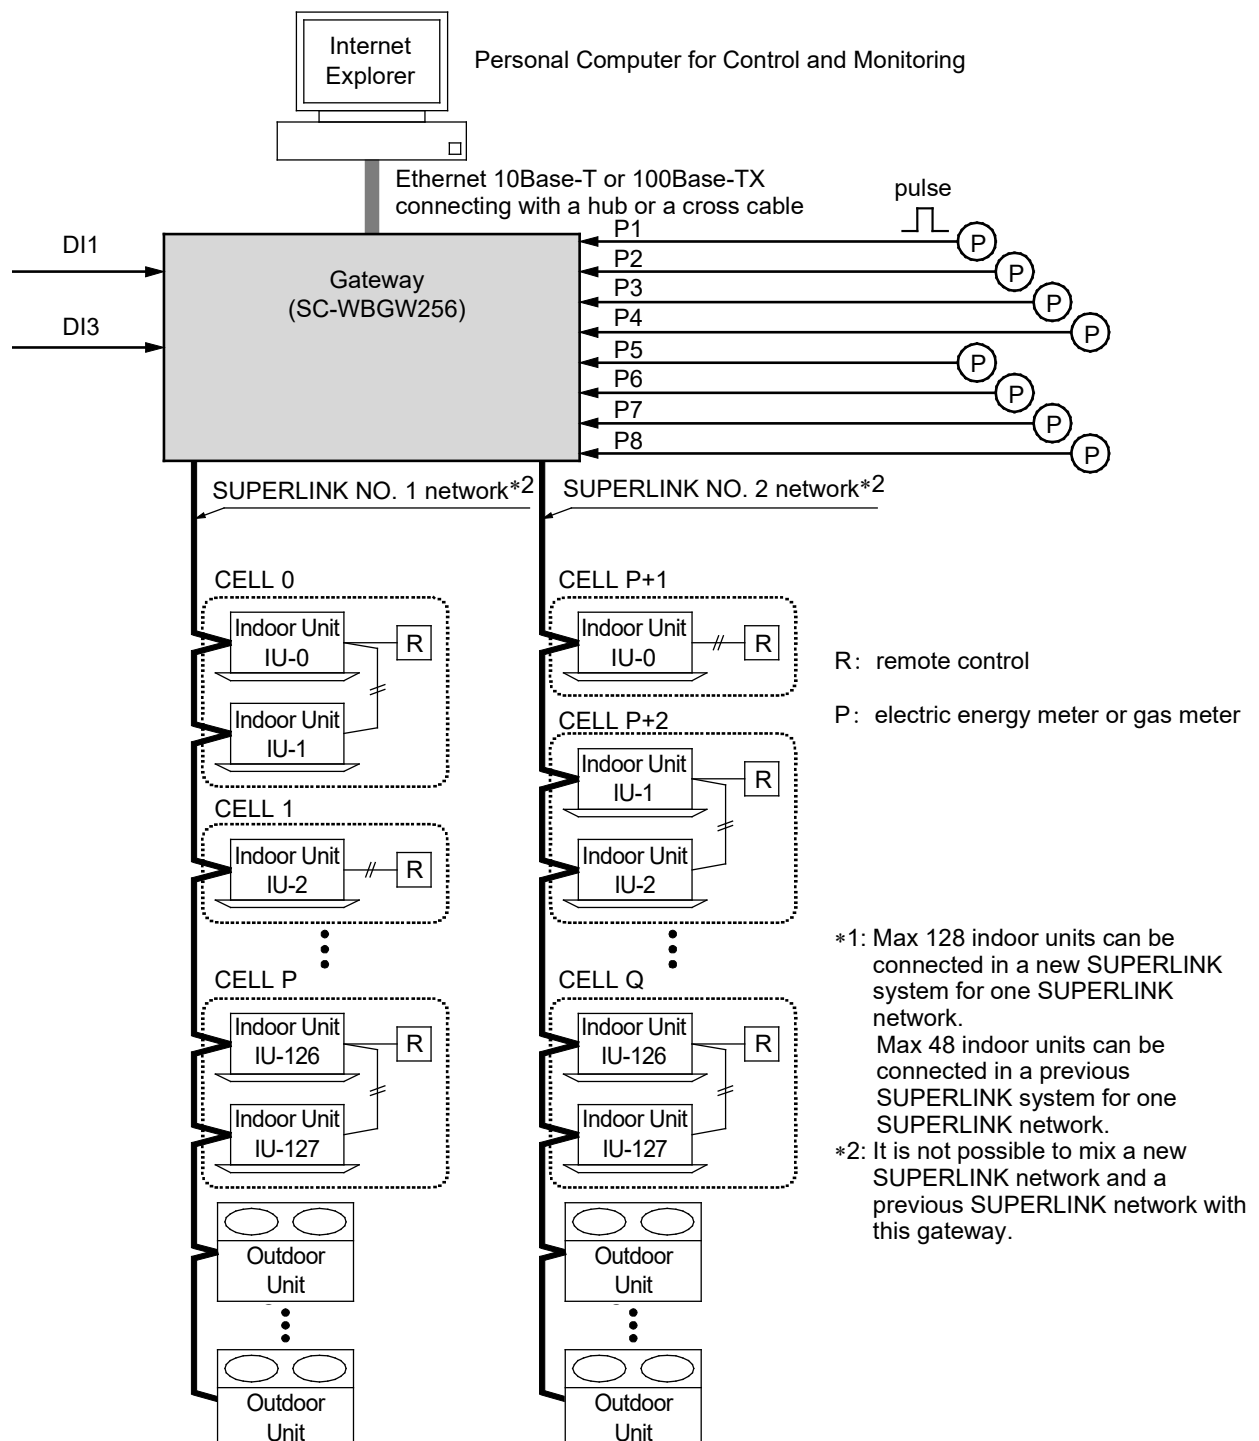 Internet
Explorer
Personal Computer for Control and Monitoring
Ethernet 10Base-T or 100Base-TX
connecting with a hub or a cross cable
pulse
DI1
DI3
Gateway
(SC-WBGW256)
P1
P
P2
P
P3
P
P4
P
P5
P
P6
P
P7
P
P8
P
SUPERLINK NO. 1 network*2
SUPERLINK NO. 2 network*2
CELL 0
Indoor Unit
IU-0
R
Indoor Unit
IU-1
CELL 1
Indoor Unit
IU-2
R
CELL P
Indoor Unit
IU-126
R
Indoor Unit
IU-127
Outdoor
Unit
Outdoor
Unit
CELL P+1
Indoor Unit
IU-0
R
CELL P+2
Indoor Unit
IU-1
R
Indoor Unit
IU-2
CELL Q
Indoor Unit
IU-126
R
Indoor Unit
IU-127
Outdoor
Unit
Outdoor
Unit
R: remote control
P: electric energy meter or gas meter
*1: Max 128 indoor units can be
connected in a new SUPERLINK
system for one SUPERLINK
network.
Max 48 indoor units can be
connected in a previous
SUPERLINK system for one
SUPERLINK network.
*2: It is not possible to mix a new
SUPERLINK network and a
previous SUPERLINK network with
this gateway.